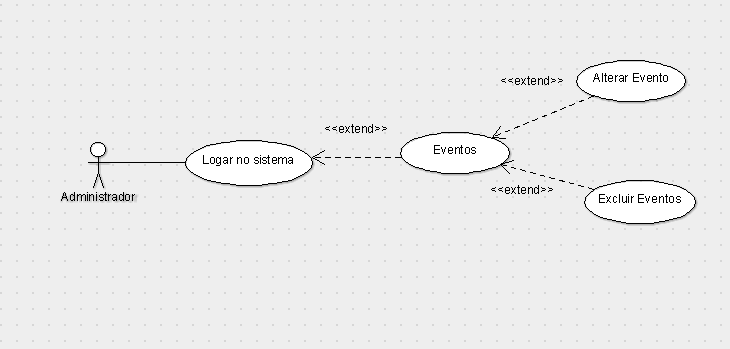 <<extend>>
Alterar Evento
<<extend>>
Eventos
Logar no sistema
<<extend>>
Administrador
Excluir Eventos